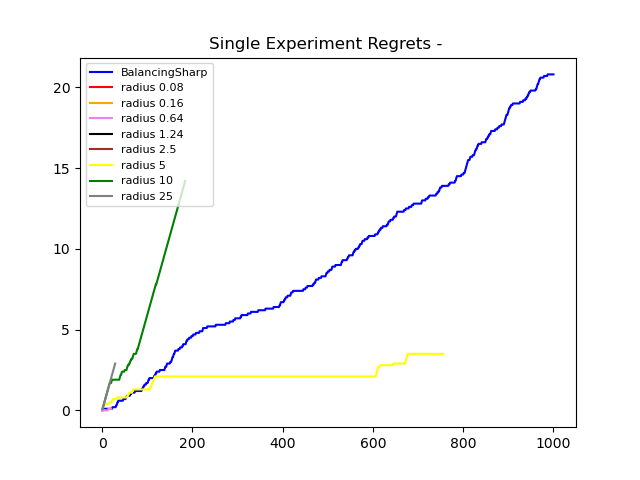 Single Experiment Regrets -
BalancingSharp
radius 0.08
radius 0.16
radius 0.64
radius 1.24
radius 2.5
radius 5
radius 10
radius 25
20
15
10
5
0
0 200 400 600 800 1000